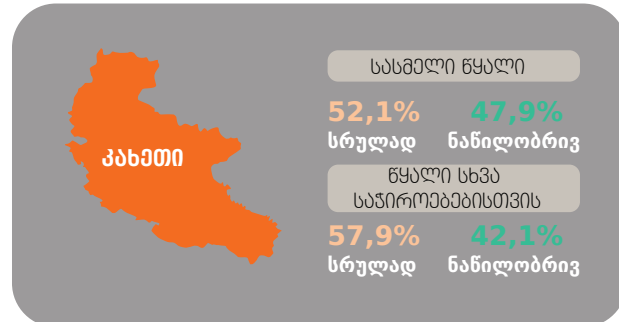 კახეთი
სასმელი წყალი
52,1% 47,9%
სრულად ნაწილობრივ
წყალი სხვა
საჭიროებებისთვის
57,9% 42,1%
სრულად ნაწილობრივ